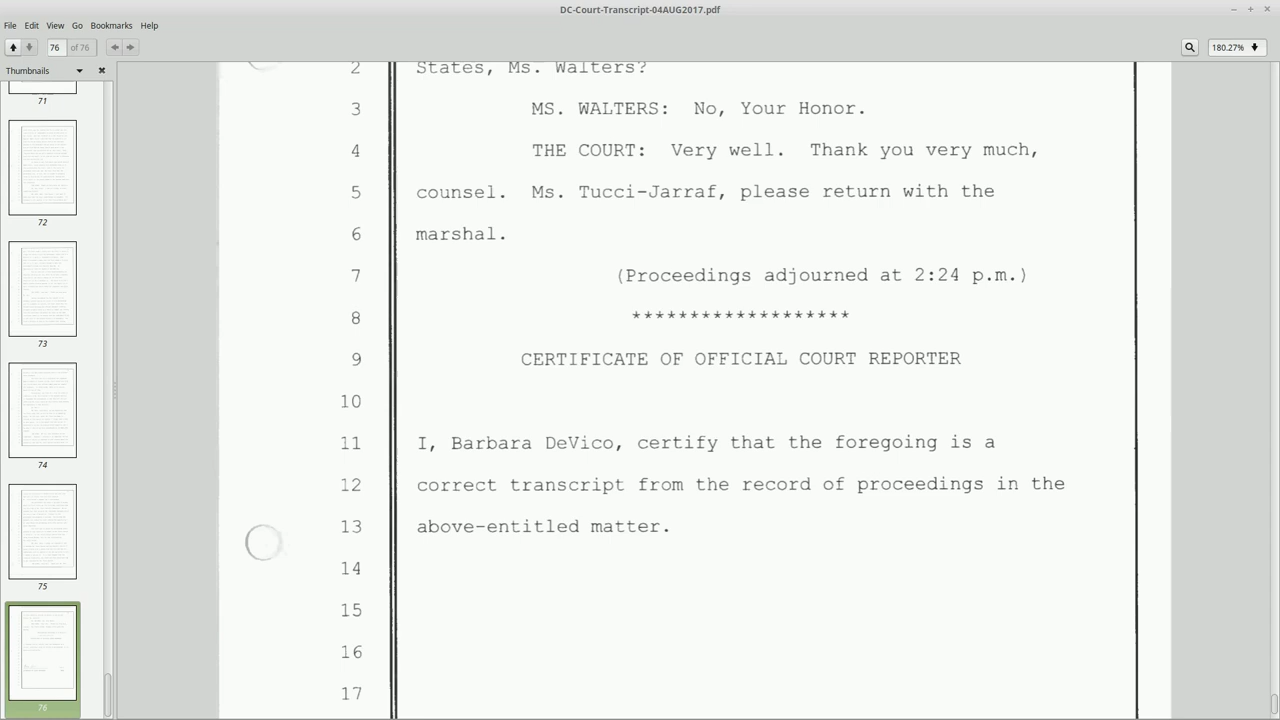 DC-Court-Transcript-04AUG2017.pdf
File Edit View Go Bookmarks Help
76 of 76 180.27%
Thumbnails
71
72
73
74
75
76
2 States, Ms. Walters?
3 MS. WALTERS: No, Your Honor.
4 THE COURT: Very well. Thank you very much,
5 counsel. Ms. Tucci-Jarraf, please return with the
6 marshal.
7 (Proceedings adjourned at 2:24 p.m.)
8 *******************
9 CERTIFICATE OF OFFICIAL COURT REPORTER
10
11 I, Barbara DeVico, certify that the foregoing is a
12 correct transcript from the record of proceedings in the
13 above-entitled matter.
14
15
16
17